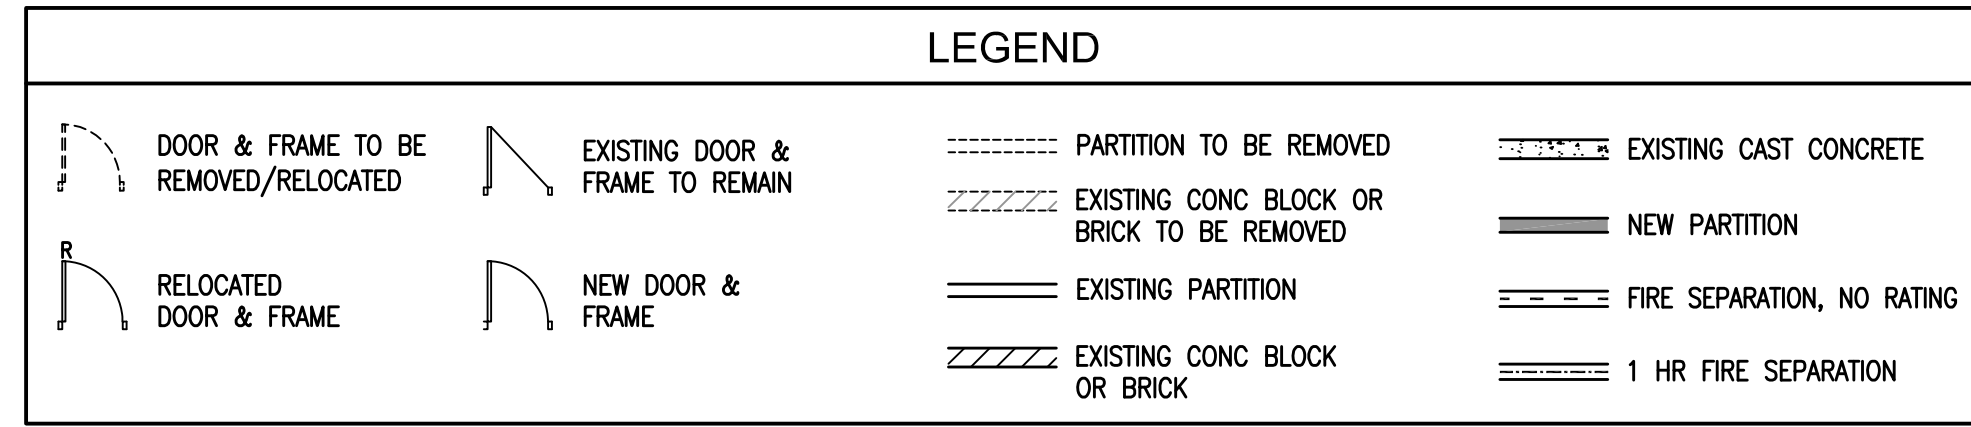 LEGEND
DOOR & FRAME TO BE
REMOVED/RELOCATED
EXISTING DOOR &
FRAME TO REMAIN
R
RELOCATED
DOOR & FRAME
NEW DOOR &
FRAME
PARTITION TO BE REMOVED
EXISTING CONC BLOCK OR
BRICK TO BE REMOVED
EXISTING PARTITION
EXISTING CONC BLOCK
OR BRICK
EXISTING CAST CONCRETE
NEW PARTITION
FIRE SEPARATION, NO RATING
1 HR FIRE SEPARATION